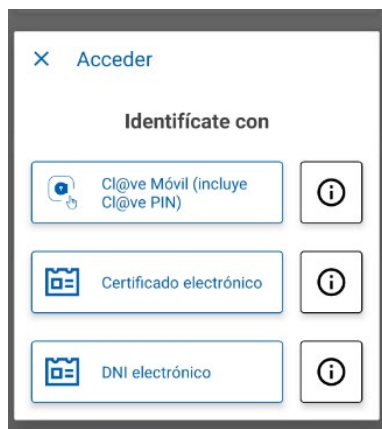 Acceder
Identifícate con
Cl@ve Móvil (incluye
Cl@ve PIN)
Certificado electrónico
DNI electrónico